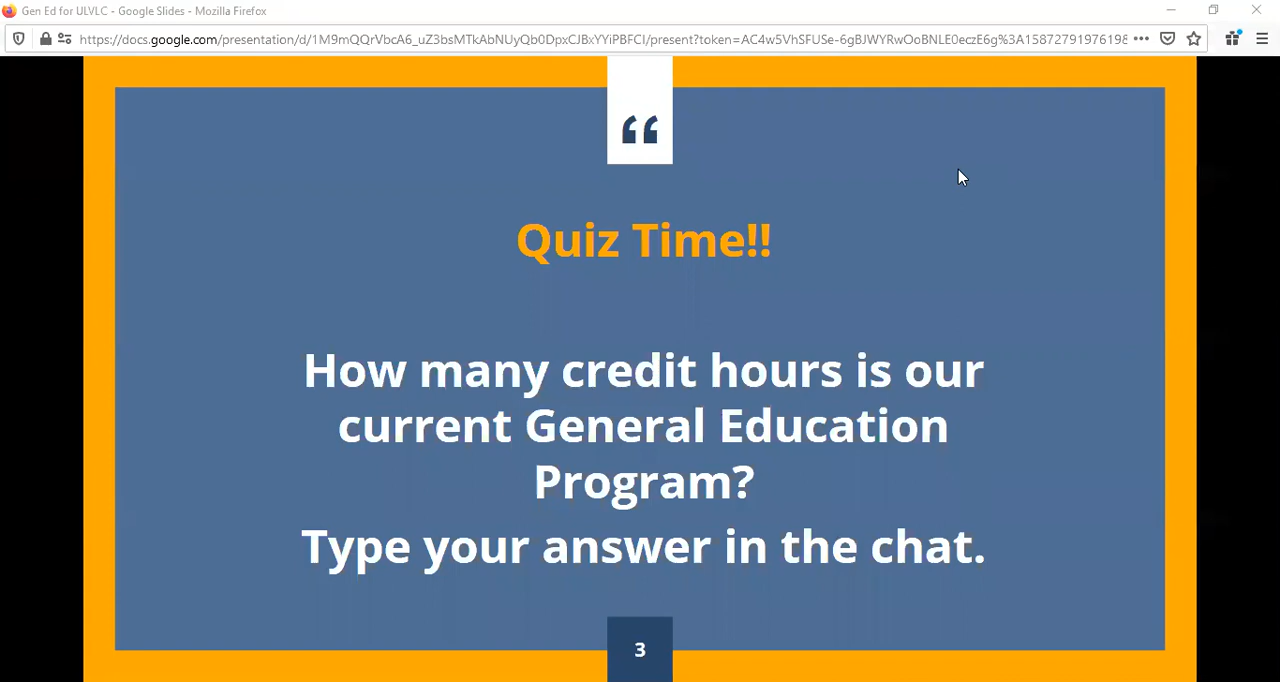 Gen Ed for ULVLC - Google Slides - Mozilla Firefox
https://docs.google.com/presentation/d/1M9mQQrVbcA6_uZ3bsMTkAbNUyQb0DpxCJBxYYiPBFCI/present?token=AC4w5VhSFUSe-6gBJWYRwOoBNLE0eczE6g%3A15872791976198
“
Quiz Time!!
How many credit hours is our
current General Education
Program?
Type your answer in the chat.
3